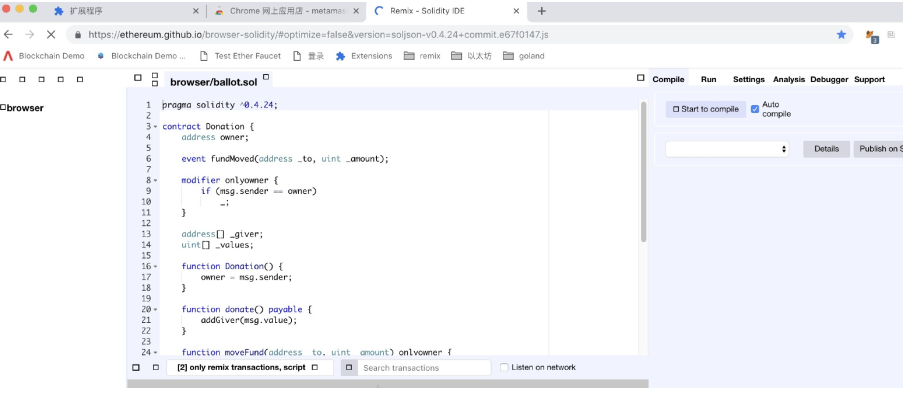 扩展程序 × Chrome 网上应用店 - metamas × Remix - Solidity IDE × +
https://ethereum.github.io/browser-solidity/#optimize=false&version=soljson-v0.4.24+commit.e67f0147.js
Blockchain Demo Blockchain Demo ... Test Ether Faucet 登录 Extensions remix 以太坊 goland
browser/ballot.sol
Compile Run Settings Analysis Debugger Support
browser
Start to compile Auto compile
Details Publish on S
1 pragma solidity ^0.4.24;
2
3 contract Donation {
4 address owner;
5
6 event fundMoved(address _to, uint _amount);
7
8 modifier onlyowner {
9 if (msg.sender == owner)
10 _;
11 }
12
13 address[] _giver;
14 uint[] _values;
15
16 function Donation() {
17 owner = msg.sender;
18 }
19
20 function donate() payable {
21 addGiver(msg.value);
22 }
23
24 function moveFund(address _to, uint _amount) onlyowner {
[2] only remix transactions, script Search transactions Listen on network